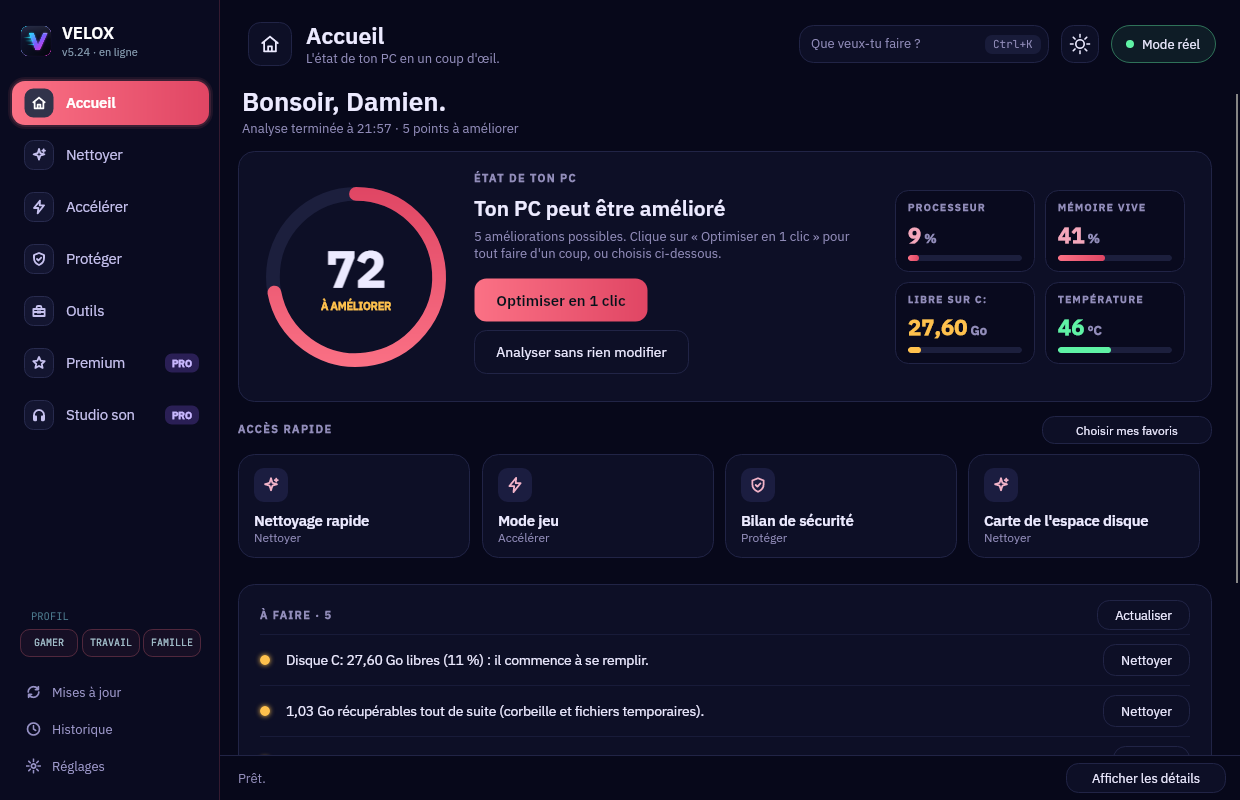 VELOX
v5.24 · en ligne
Accueil
Nettoyer
Accélérer
Protéger
Outils
Premium PRO
Studio son PRO
PROFIL
GAMER TRAVAIL FAMILLE
Mises à jour
Historique
Réglages
Accueil
L'état de ton PC en un coup d'œil.
Que veux-tu faire ? Ctrl+K
Mode réel
Bonsoir, Damien.
Analyse terminée à 21:57 · 5 points à améliorer
72
À AMÉLIORER
ÉTAT DE TON PC
Ton PC peut être amélioré
5 améliorations possibles. Clique sur « Optimiser en 1 clic » pour
tout faire d'un coup, ou choisis ci-dessous.
Optimiser en 1 clic
Analyser sans rien modifier
PROCESSEUR
9 %
MÉMOIRE VIVE
41 %
LIBRE SUR C:
27,60 Go
TEMPÉRATURE
46 °C
ACCÈS RAPIDE
Choisir mes favoris
Nettoyage rapide
Nettoyer
Mode jeu
Accélérer
Bilan de sécurité
Protéger
Carte de l'espace disque
Nettoyer
À FAIRE · 5
Actualiser
Disque C: 27,60 Go libres (11 %) : il commence à se remplir.
Nettoyer
1,03 Go récupérables tout de suite (corbeille et fichiers temporaires).
Nettoyer
Prêt.
Afficher les détails